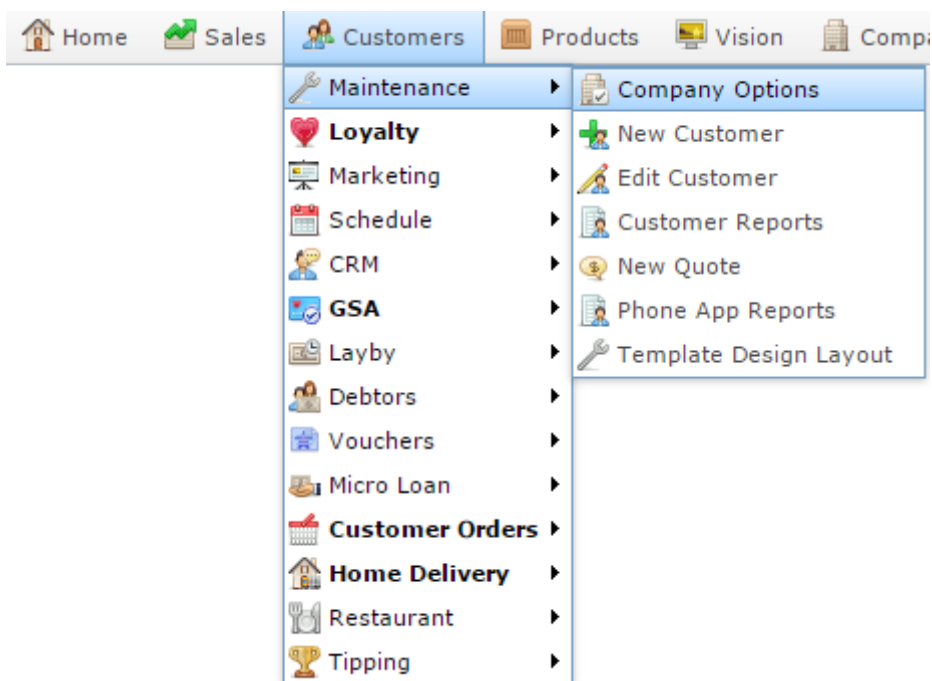 Home Sales Customers Products Vision Compa
Maintenance
Loyalty
Marketing
Schedule
CRM
GSA
Layby
Debtors
Vouchers
Micro Loan
Customer Orders
Home Delivery
Restaurant
Tipping
Company Options
New Customer
Edit Customer
Customer Reports
New Quote
Phone App Reports
Template Design Layout